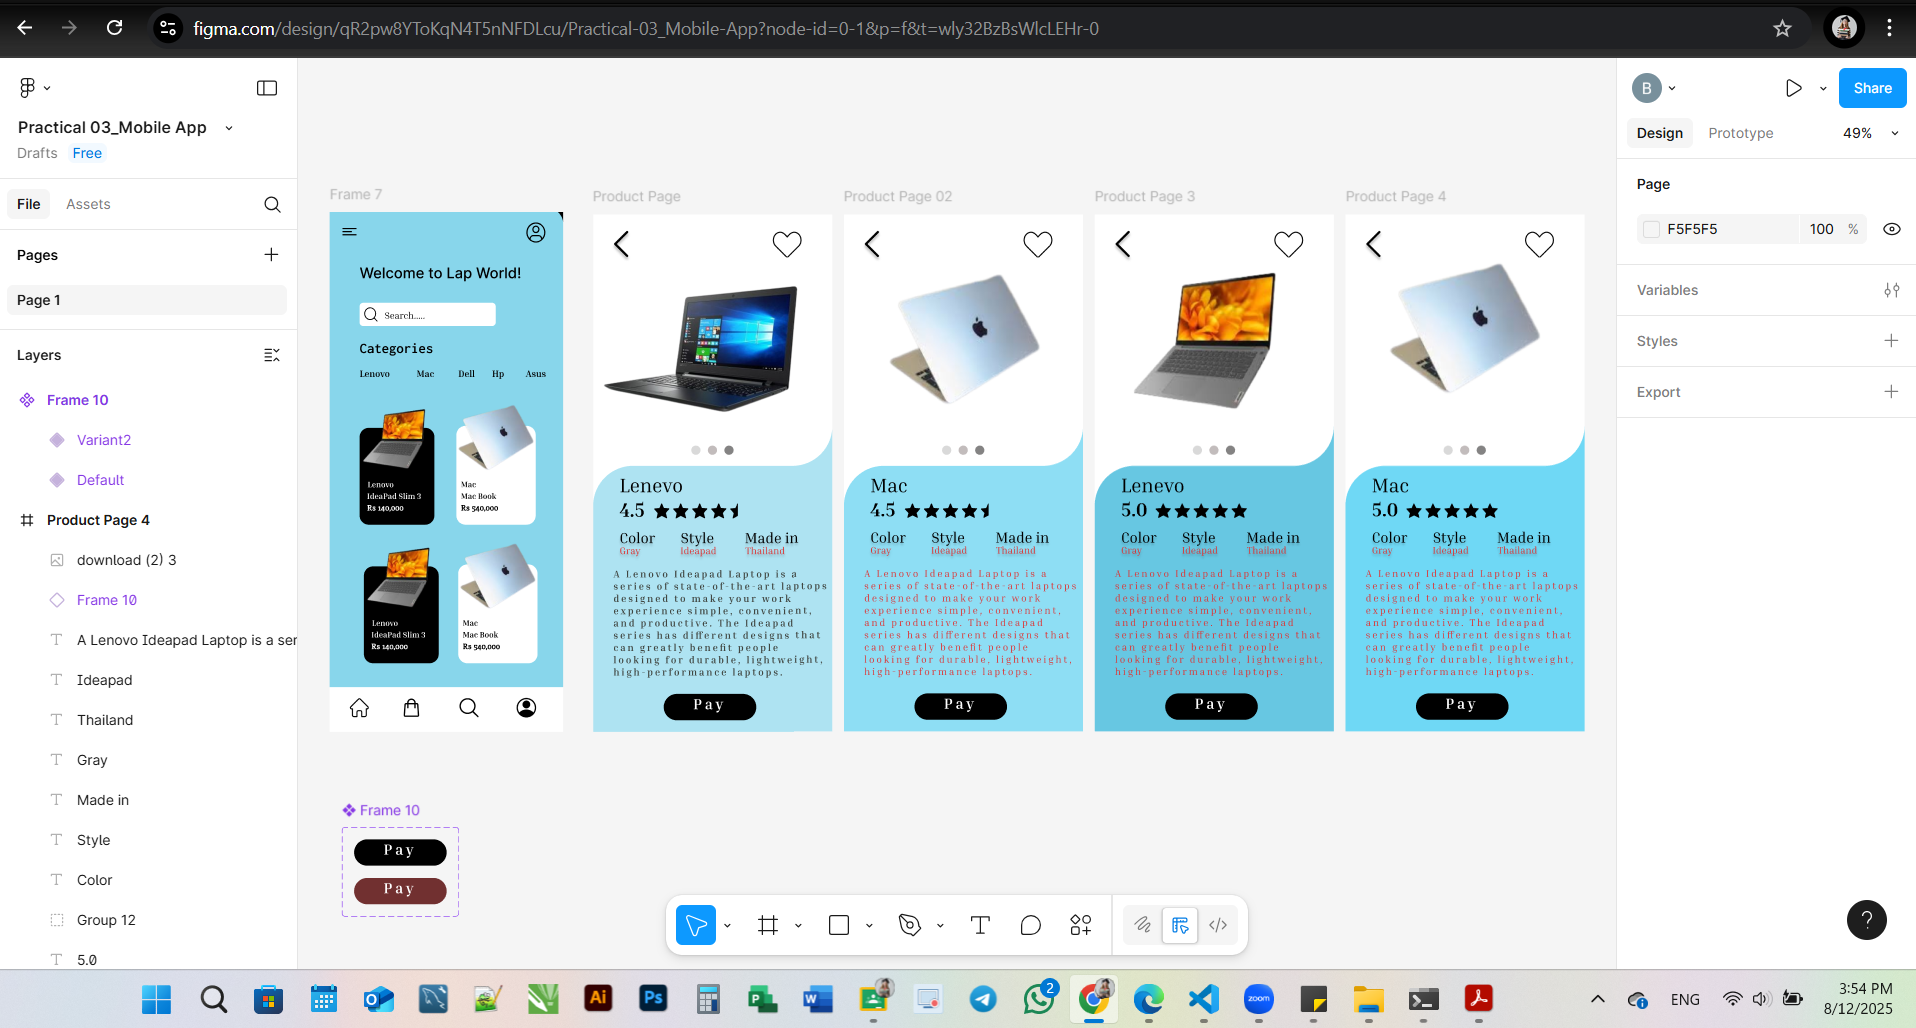 figma.com/design/qR2pw8YToKqN4T5nNFDLcu/Practical-03_Mobile-App?node-id=0-1&p=f&t=wly32BzBsWlcLEHr-0
Practical 03_Mobile App
Drafts Free
File Assets
Pages
Page 1
Layers
Frame 10
Variant2
Default
Product Page 4
download (2) 3
Frame 10
A Lenovo Ideapad Laptop is a ser
Ideapad
Thailand
Gray
Made in
Style
Color
Group 12
5.0
Frame 7
Welcome to Lap World!
Search.....
Categories
Lenovo Mac Dell Hp Asus
Lenovo
IdeaPad Slim 3
Rs 140,000
Mac
Mac Book
Rs 540,000
Lenovo
IdeaPad Slim 3
Rs 140,000
Mac
Mac Book
Rs 540,000
Product Page
Lenevo
4.5
Color Style Made in
Gray Ideapad Thailand
A Lenovo Ideapad Laptop is a
series of state-of-the-art laptops
designed to make your work
experience simple, convenient,
and productive. The Ideapad
series has different designs that
can greatly benefit people
looking for durable, lightweight,
high-performance laptops.
Pay
Product Page 02
Mac
4.5
Color Style Made in
Gray Ideapad Thailand
A Lenovo Ideapad Laptop is a
series of state-of-the-art laptops
designed to make your work
experience simple, convenient,
and productive. The Ideapad
series has different designs that
can greatly benefit people
looking for durable, lightweight,
high-performance laptops.
Pay
Product Page 3
Lenevo
5.0
Color Style Made in
Gray Ideapad Thailand
A Lenovo Ideapad Laptop is a
series of state-of-the-art laptops
designed to make your work
experience simple, convenient,
and productive. The Ideapad
series has different designs that
can greatly benefit people
looking for durable, lightweight,
high-performance laptops.
Pay
Product Page 4
Mac
5.0
Color Style Made in
Gray Ideapad Thailand
A Lenovo Ideapad Laptop is a
series of state-of-the-art laptops
designed to make your work
experience simple, convenient,
and productive. The Ideapad
series has different designs that
can greatly benefit people
looking for durable, lightweight,
high-performance laptops.
Pay
Frame 10
Pay
Pay
B
Share
Design Prototype 49%
Page
F5F5F5 100 %
Variables
Styles
Export
?
Ai
Ps
zoom
2
ENG
3:54 PM
8/12/2025